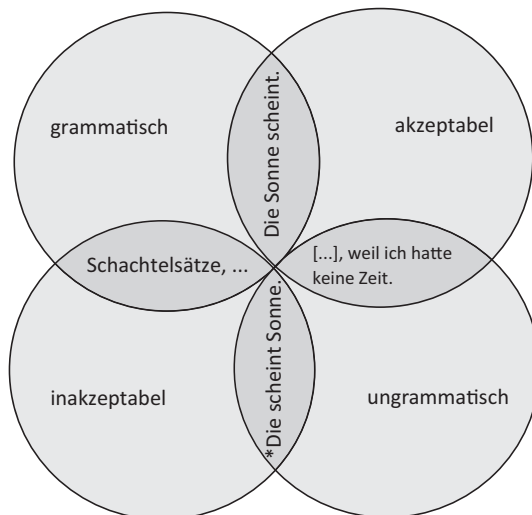 grammatisch
akzeptabel
Die Sonne scheint.
Schachtelsätze, ...
[...], weil ich hatte
keine Zeit.
*Die scheint Sonne.
inakzeptabel
ungrammatisch